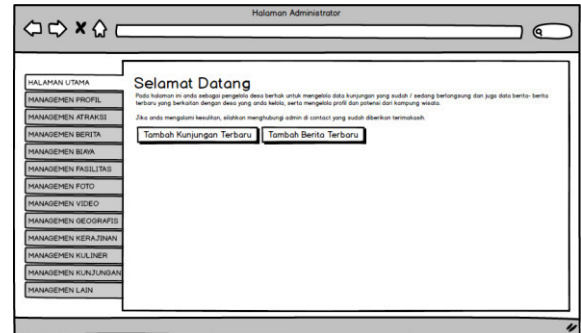 Halaman Administrator
HALAMAN UTAMA
MANAGEMEN PROFIL
MANAGEMEN ATRAKSI
MANAGEMEN BERITA
MANAGEMEN BIAYA
MANAGEMEN FASILITAS
MANAGEMEN FOTO
MANAGEMEN VIDEO
MANAGEMEN GEOGRAFIS
MANAGEMEN KERAJINAN
MANAGEMEN KULINER
MANAGEMEN KUNJUNGAN
MANAGEMEN LAIN
Selamat Datang
Pada halaman ini anda sebagai pengelola desa berhak untuk mengelola data kunjungan yang sudah / sedang berlangsung dan juga data berita- berita
terbaru yang berkaitan dengan desa yang anda kelola, serta mengelola profil dan potensi dari kampung wisata.
Jika anda mengalami kesulitan, silahkan menghubungi admin di contact yang sudah diberikan terimakasih.
Tambah Kunjungan Terbaru Tambah Berita Terbaru